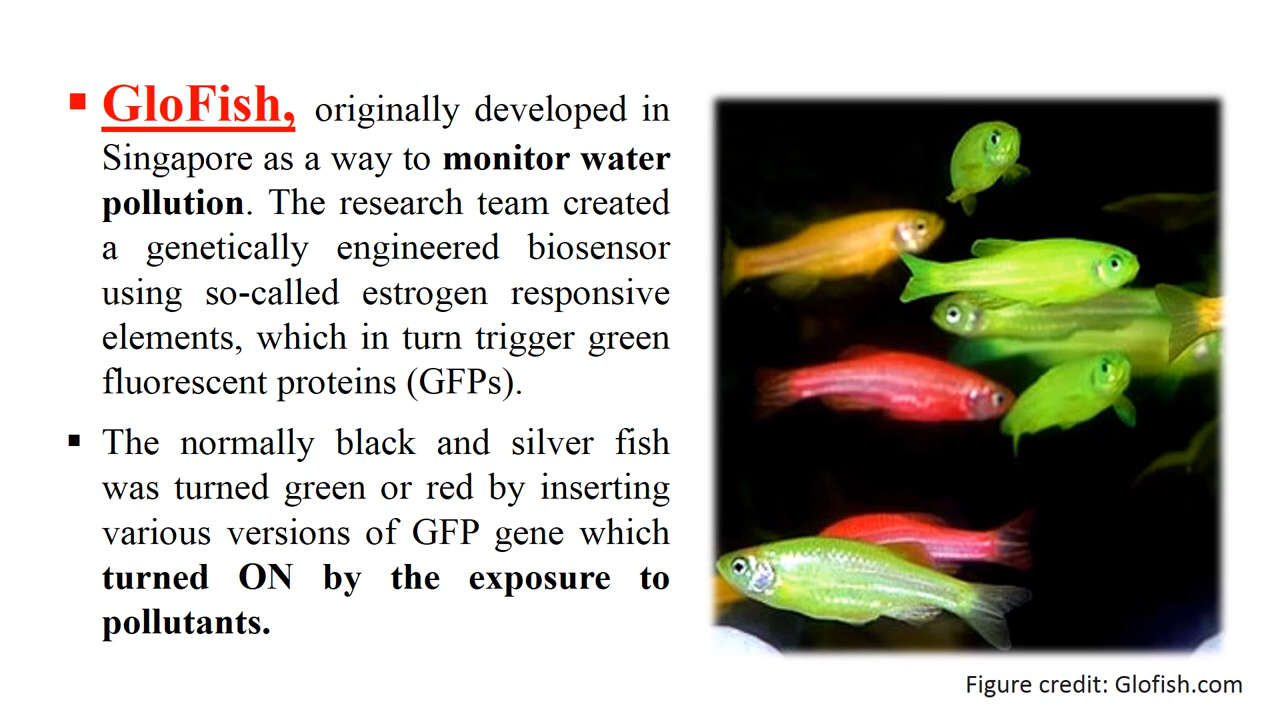 GloFish, originally developed in
Singapore as a way to monitor water
pollution. The research team created
a genetically engineered biosensor
using so-called estrogen responsive
elements, which in turn trigger green
fluorescent proteins (GFPs).
The normally black and silver fish
was turned green or red by inserting
various versions of GFP gene which
turned ON by the exposure to
pollutants.
Figure credit: Glofish.com